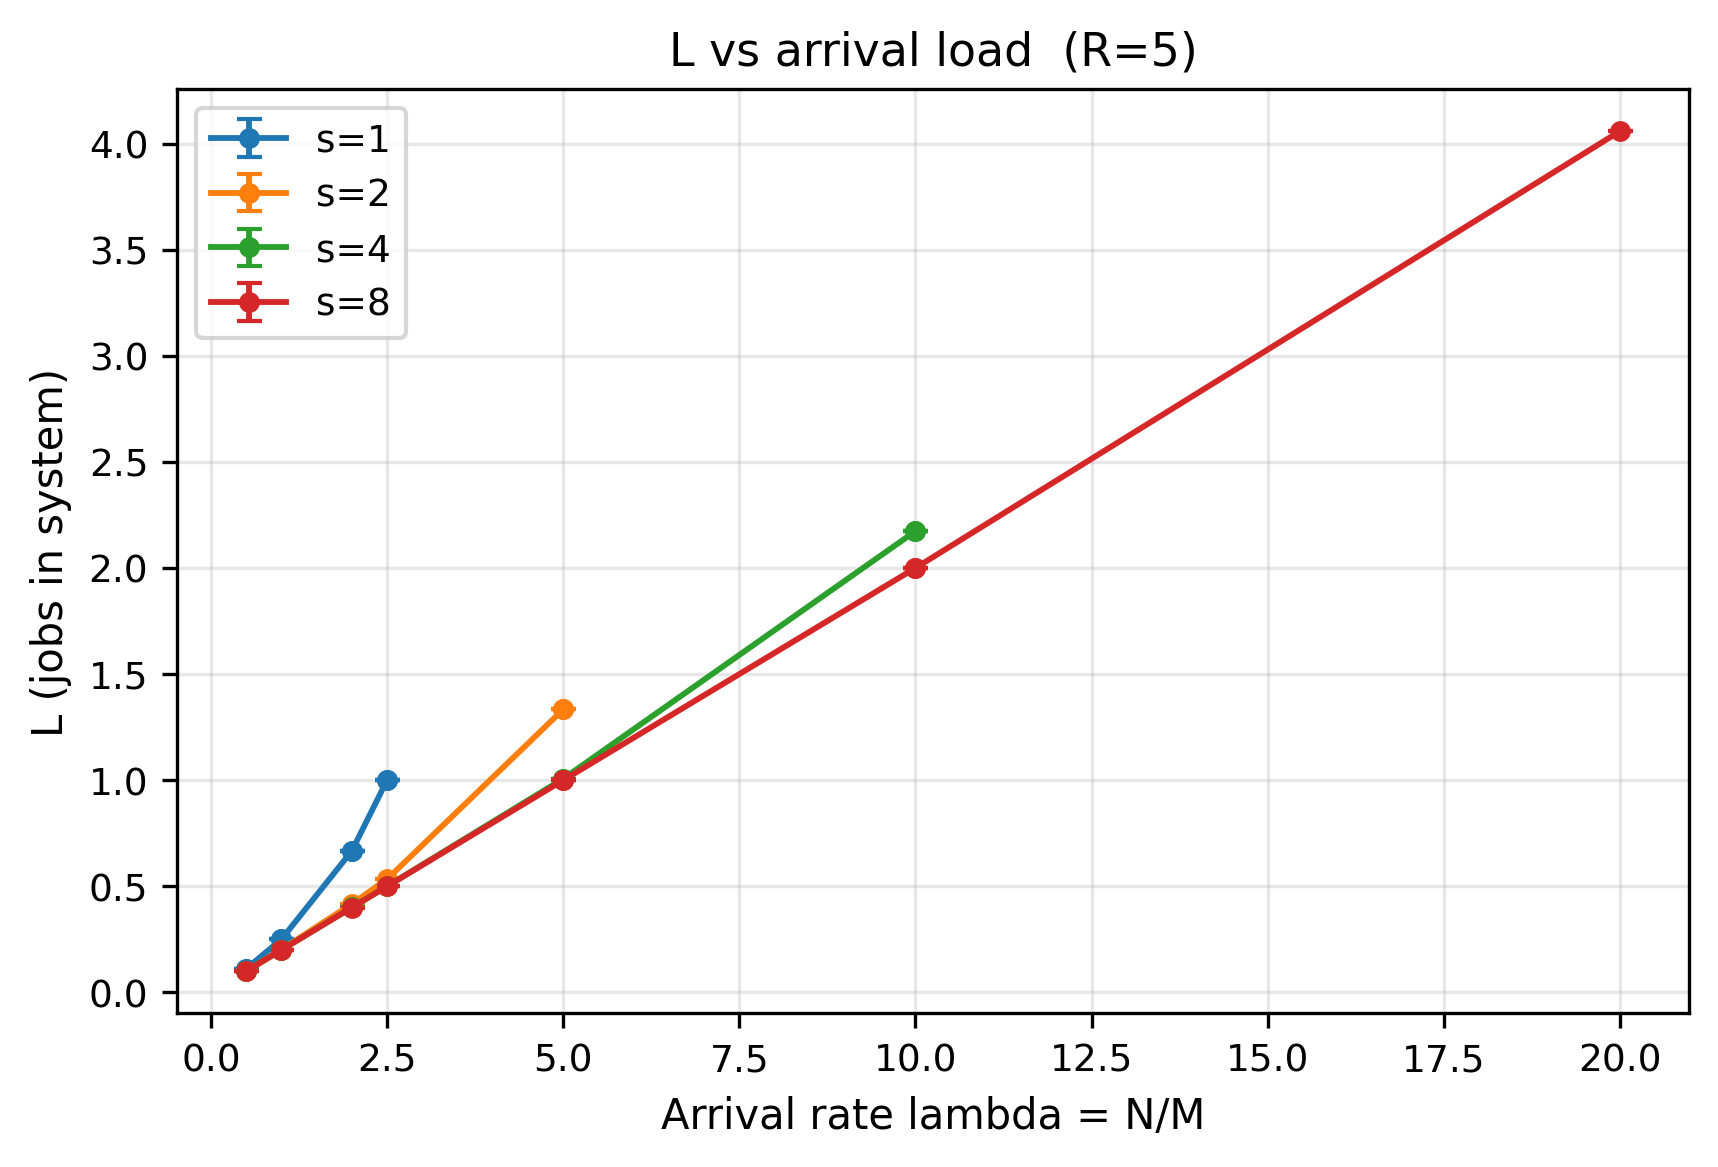 L vs arrival load  (R=5)
s=1
s=2
s=4
s=8
L (jobs in system)
4.0
3.5
3.0
2.5
2.0
1.5
1.0
0.5
0.0
0.0 2.5 5.0 7.5 10.0 12.5 15.0 17.5 20.0
Arrival rate lambda = N/M